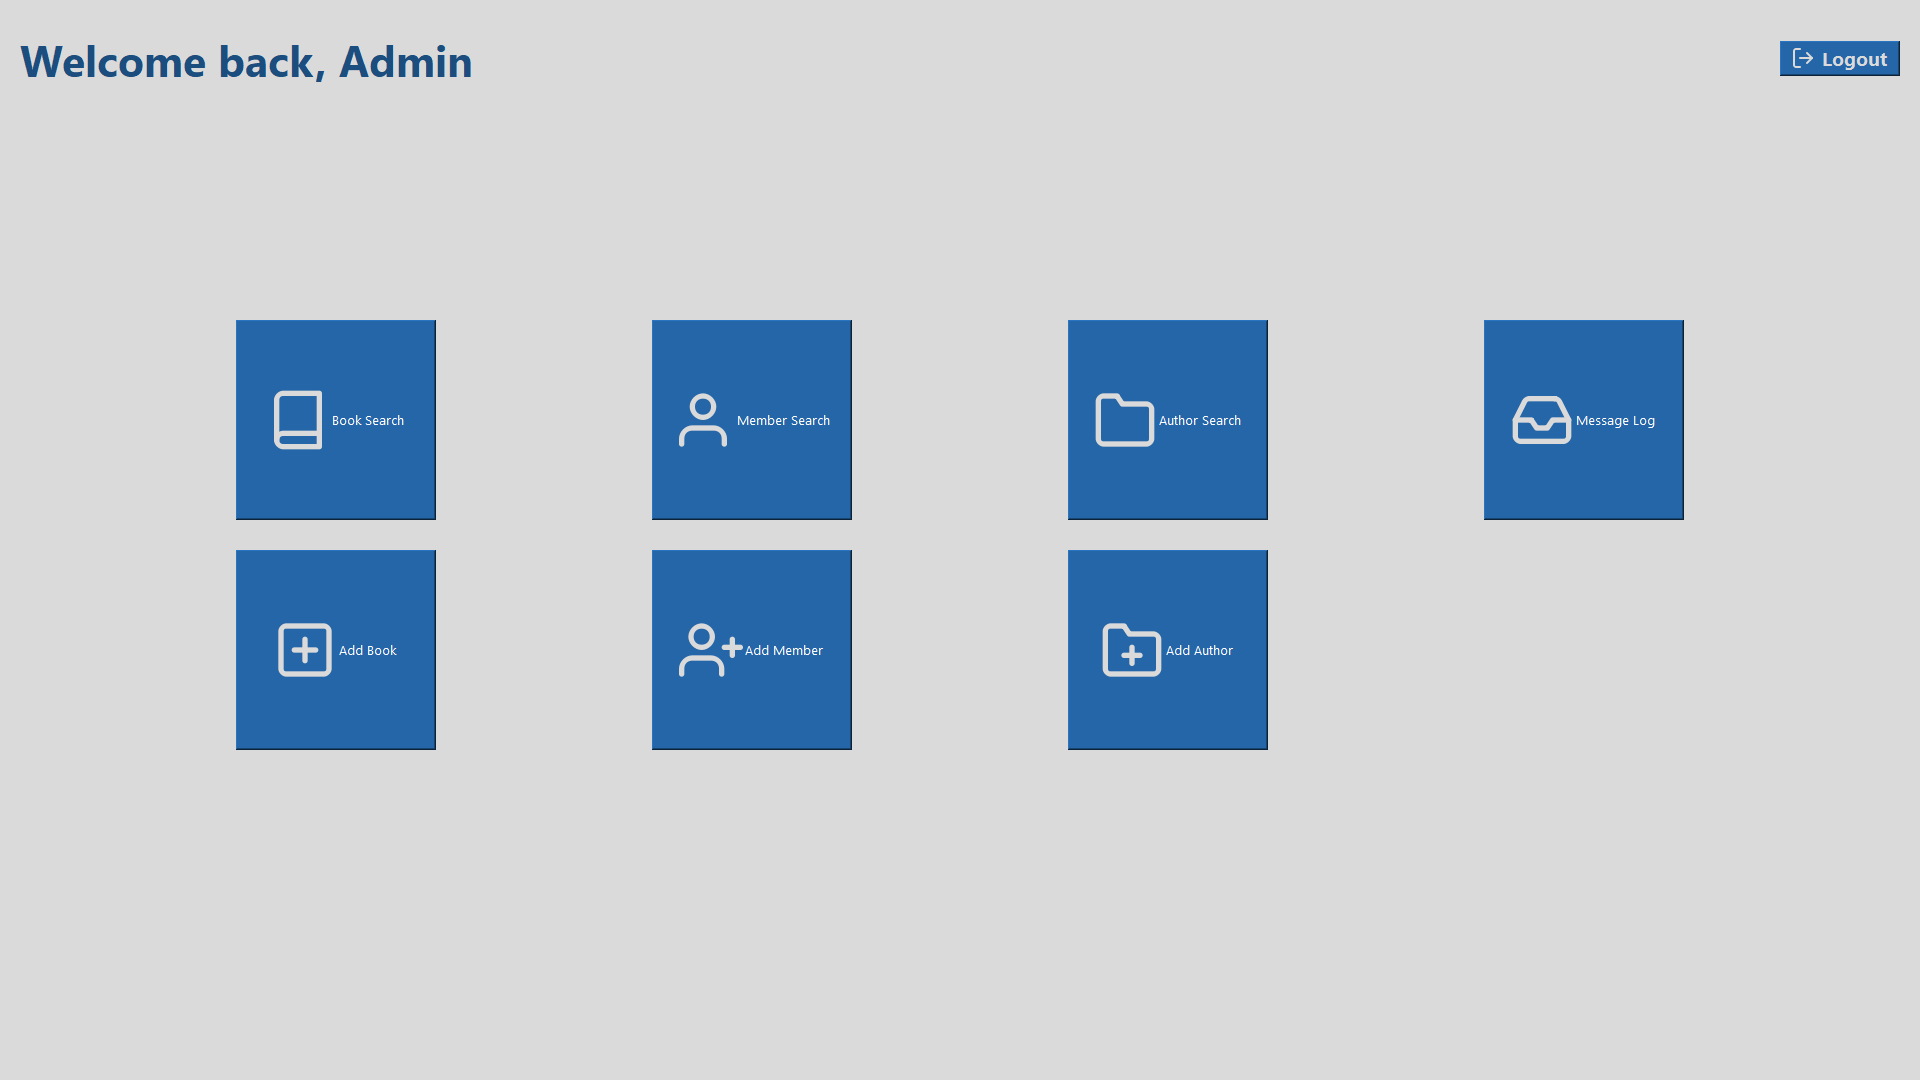 Welcome back, Admin
Logout
Book Search
Member Search
Author Search
Message Log
Add Book
Add Member
Add Author